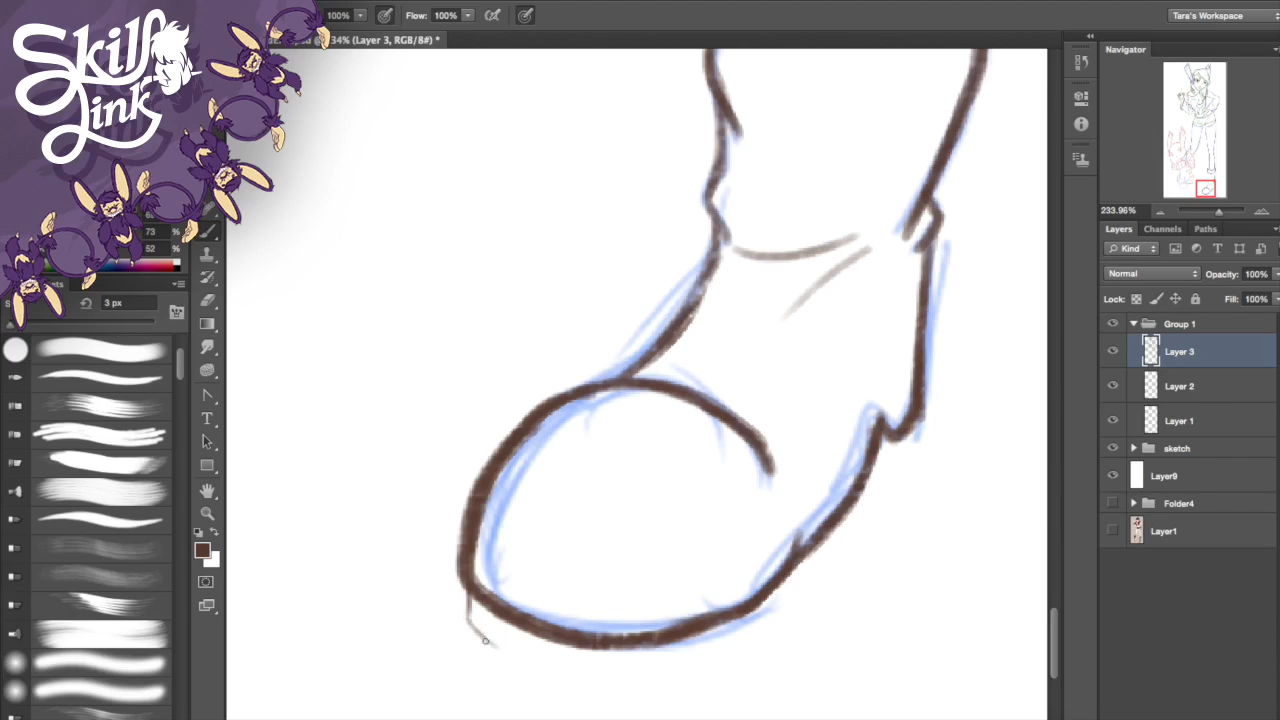 Skill
Link
100%
Flow: 100%
Tara's Workspace
34% (Layer 3, RGB/8#) *
Navigator
233.96%
Layers Channels Paths
Kind
Normal Opacity: 100%
Lock: Fill: 100%
Group 1
Layer 3
Layer 2
Layer 1
sketch
Layer9
Folder4
Layer1
73 %
52 %
3 px
T